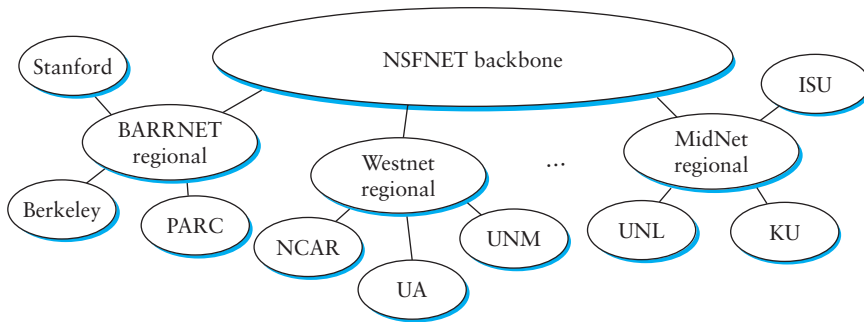 NSFNET backbone
Stanford
ISU
BARRNET
regional
MidNet
regional
Westnet
regional
...
Berkeley
PARC
NCAR
UNM
UNL
KU
UA